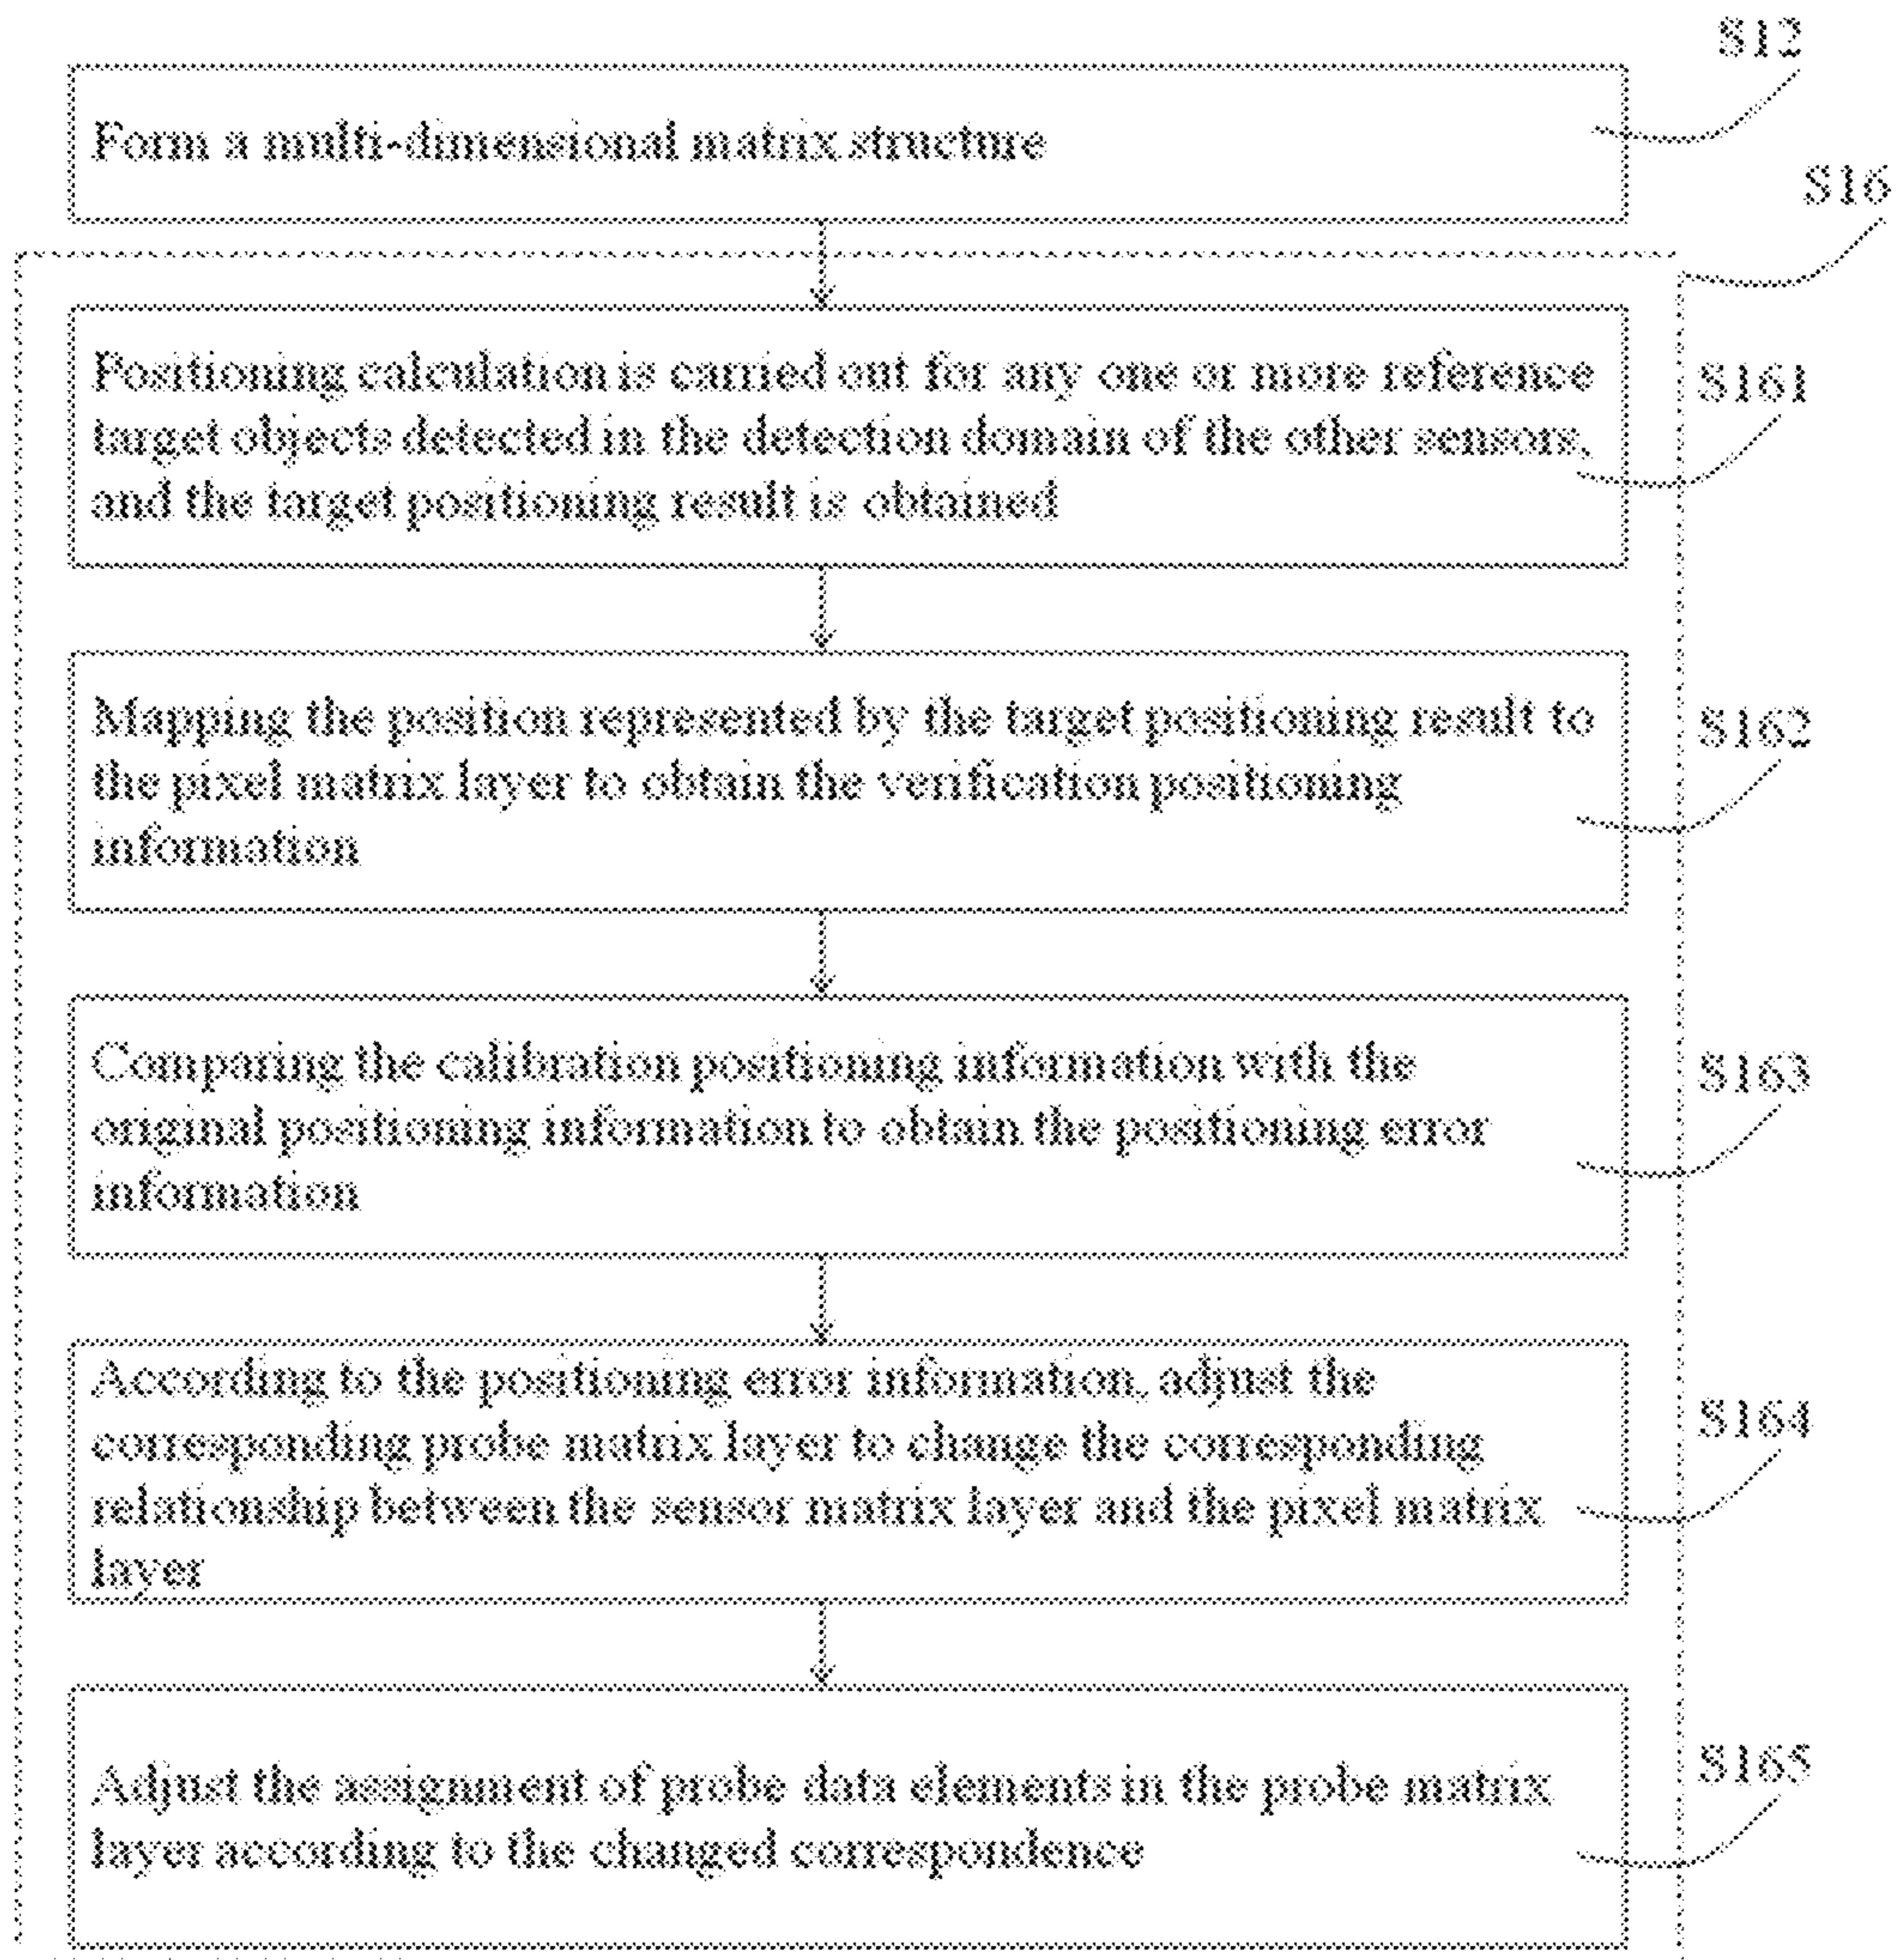 S12
Form a multi-dimensional matrix structure
S16
Positioning calculation is carried out for any one or more reference
target objects detected in the detection domain of the other sensors,
and the target positioning result is obtained
S161
Mapping the position represented by the target positioning result to
the pixel matrix layer to obtain the verification positioning
information
S162
Comparing the calibration positioning information with the
original positioning information to obtain the positioning error
information
S163
According to the positioning error information, adjust the
corresponding probe matrix layer to change the corresponding
relationship between the sensor matrix layer and the pixel matrix
layer
S164
Adjust the assignment of probe data elements in the probe matrix
layer according to the changed correspondence
S165